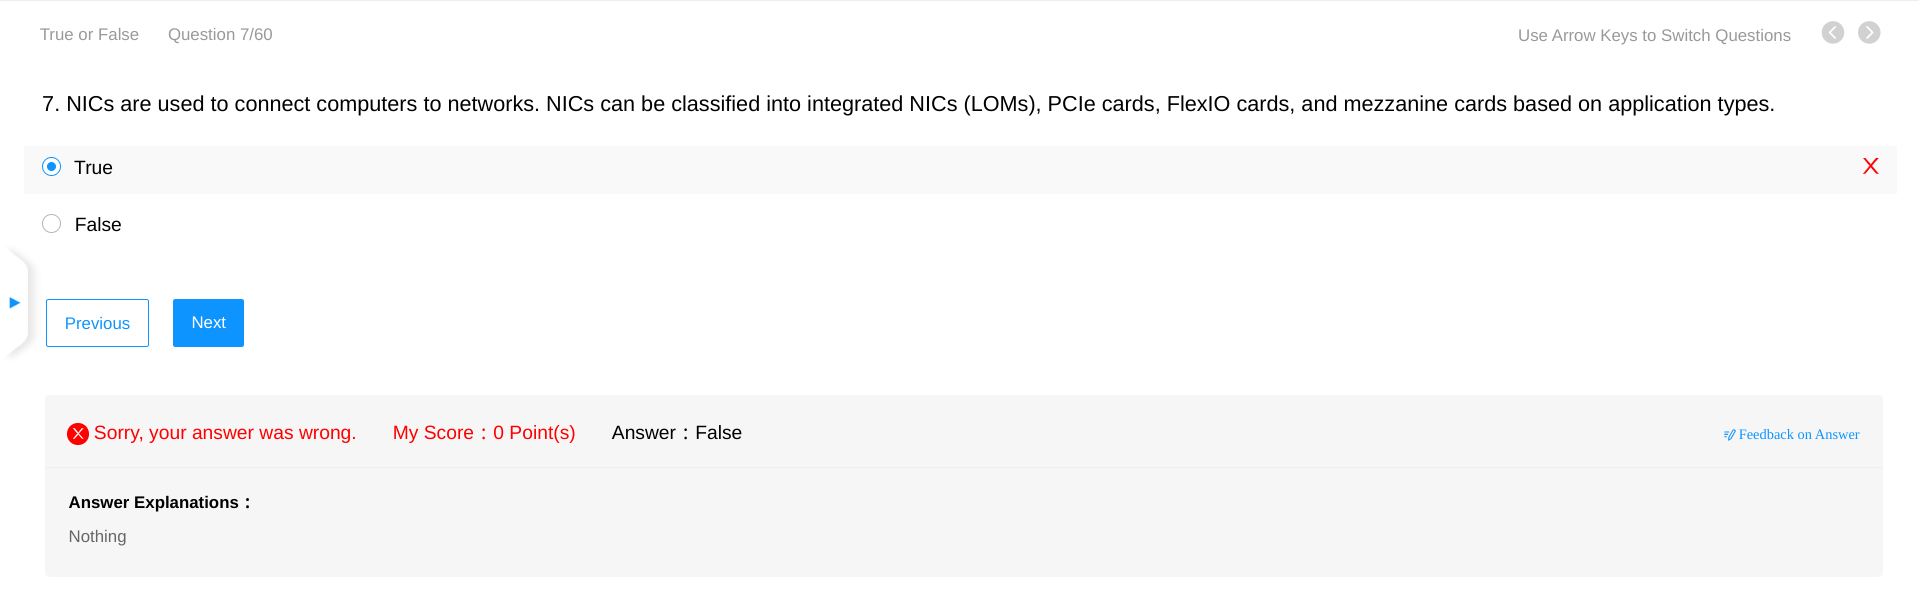 True or False Question 7/60 Use Arrow Keys to Switch Questions
7. NICs are used to connect computers to networks. NICs can be classified into integrated NICs (LOMs), PCIe cards, FlexIO cards, and mezzanine cards based on application types.
True X
False
Previous Next
Sorry, your answer was wrong. My Score：0 Point(s) Answer：False Feedback on Answer
Answer Explanations：
Nothing